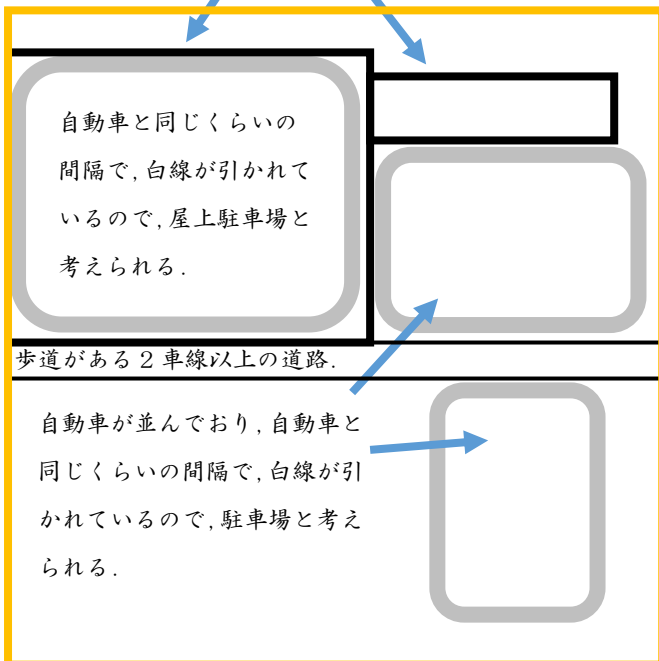 自動車と同じくらいの
間隔で,白線が引かれて
いるので,屋上駐車場と
考えられる.
歩道がある2車線以上の道路.
自動車が並んでおり,自動車と
同じくらいの間隔で,白線が引
かれているので,駐車場と考え
られる.